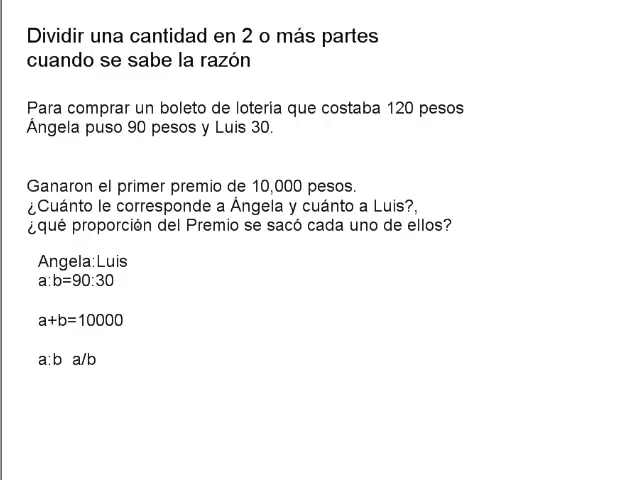 Dividir una cantidad en 2 o más partes
cuando se sabe la razón
Para comprar un boleto de lotería que costaba 120 pesos
Ángela puso 90 pesos y Luis 30.
Ganaron el primer premio de 10,000 pesos.
¿Cuánto le corresponde a Ángela y cuánto a Luis?,
¿qué proporción del Premio se sacó cada uno de ellos?
Angela:Luis
a:b=90:30
a+b=10000
a:b  a/b